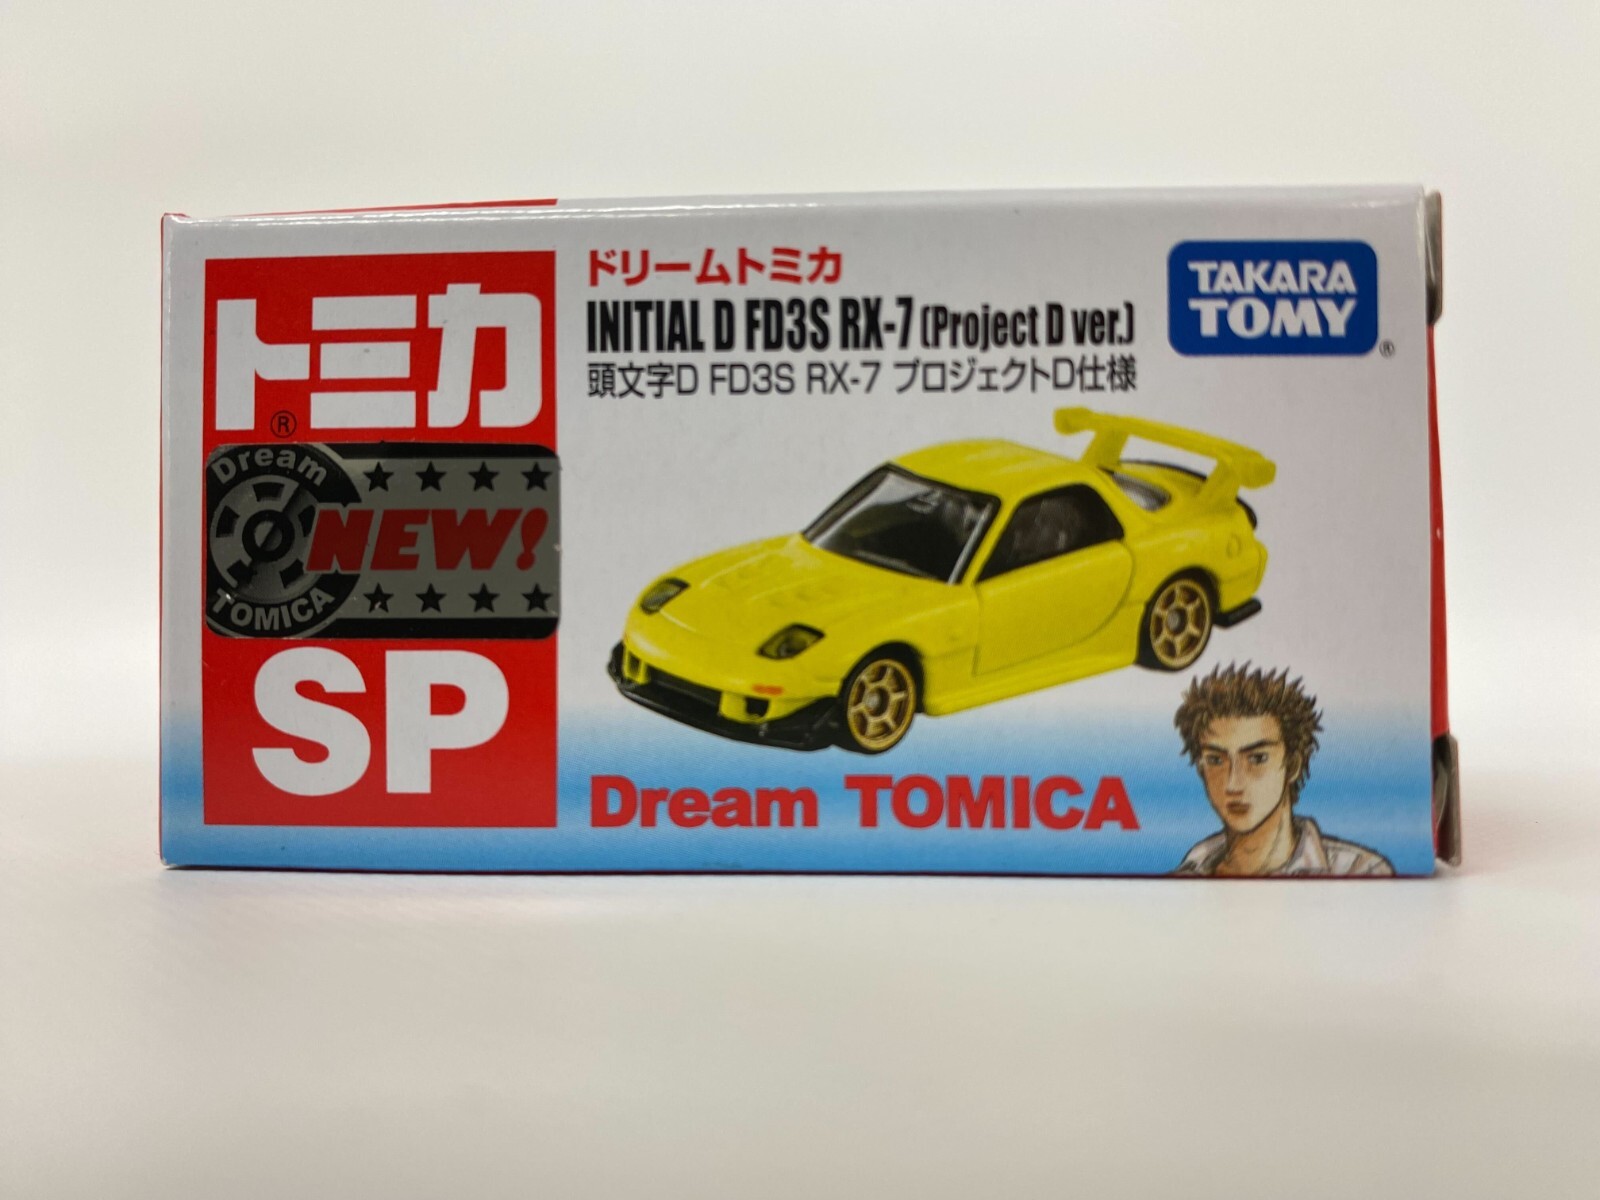 トミカ
®
Dream
NEW!
TOMICA
SP
ドリームトミカ
INITIAL D FD3S RX-7 (Project D ver.)
頭文字D FD3S RX-7 プロジェクトD仕様
TAKARA
TOMY
®
Dream TOMICA